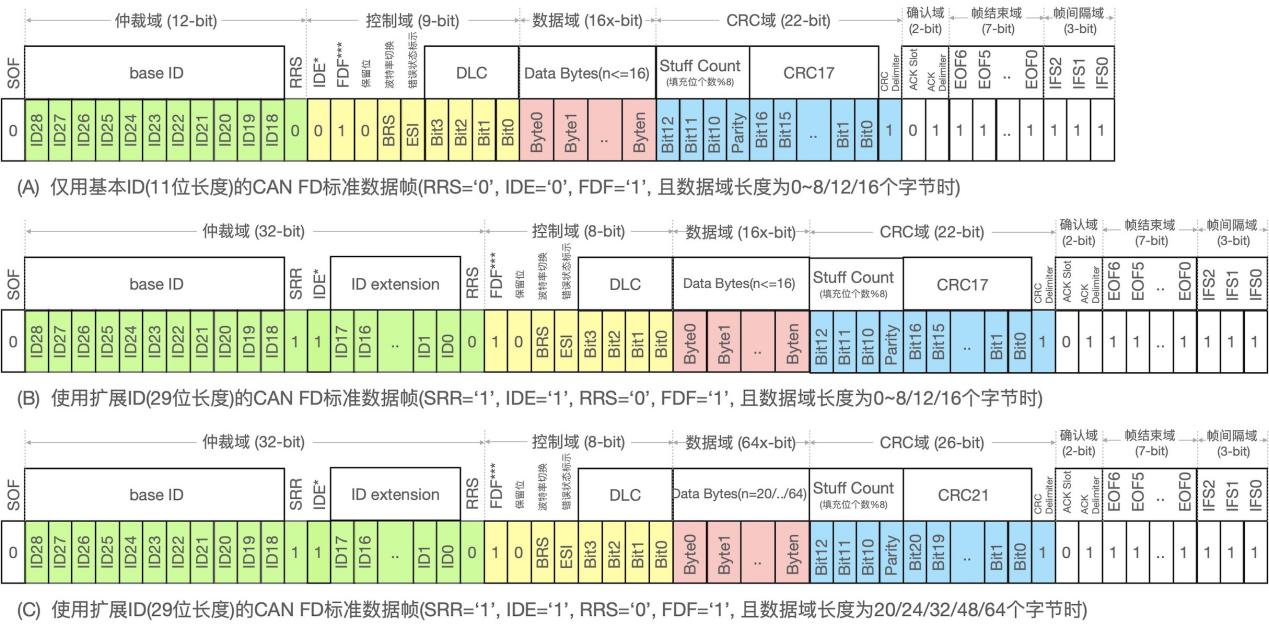 仲裁域 (12-bit) 控制域 (9-bit) 数据域 (16x-bit) CRC域 (22-bit) 确认域 (2-bit) 帧结束域 (7-bit) 帧间隔域 (3-bit)
SOF base ID RRS IDE* FDF*** 保留位 波特率切换 错误状态标示 DLC Data Bytes(n<=16) Stuff Count (填充位个数%8) CRC17 CRC Delimiter ACK Slot ACK Delimiter EOF6 EOF5 .. EOF0 IFS2 IFS1 IFS0
0 ID28 ID27 ID26 ID25 ID24 ID23 ID22 ID21 ID20 ID19 ID18 0 0 1 0 BRS ESI Bit3 Bit2 Bit1 Bit0 Byte0 Byte1 .. Byten Bit12 Bit11 Bit10 Parity Bit16 Bit15 .. Bit1 Bit0 1 0 1 1 1 .. 1 1 1 1
(A) 仅用基本ID(11位长度)的CAN FD标准数据帧(RRS=‘0’, IDE=‘0’, FDF=‘1’, 且数据域长度为0~8/12/16个字节时)
仲裁域 (32-bit) 控制域 (8-bit) 数据域 (16x-bit) CRC域 (22-bit) 确认域 (2-bit) 帧结束域 (7-bit) 帧间隔域 (3-bit)
SOF base ID SRR IDE* ID extension RRS FDF*** 保留位 波特率切换 错误状态标示 DLC Data Bytes(n<=16) Stuff Count (填充位个数%8) CRC17 CRC Delimiter ACK Slot ACK Delimiter EOF6 EOF5 .. EOF0 IFS2 IFS1 IFS0
0 ID28 ID27 ID26 ID25 ID24 ID23 ID22 ID21 ID20 ID19 ID18 1 1 ID17 ID16 .. ID1 ID0 0 1 0 BRS ESI Bit3 Bit2 Bit1 Bit0 Byte0 Byte1 .. Byten Bit12 Bit11 Bit10 Parity Bit16 Bit15 .. Bit1 Bit0 1 0 1 1 1 .. 1 1 1 1
(B) 使用扩展ID(29位长度)的CAN FD标准数据帧(SRR=‘1’, IDE=‘1’, RRS=‘0’, FDF=‘1’, 且数据域长度为0~8/12/16个字节时)
仲裁域 (32-bit) 控制域 (8-bit) 数据域 (64x-bit) CRC域 (26-bit) 确认域 (2-bit) 帧结束域 (7-bit) 帧间隔域 (3-bit)
SOF base ID SRR IDE* ID extension RRS FDF*** 保留位 波特率切换 错误状态标示 DLC Data Bytes(n=20/../64) Stuff Count (填充位个数%8) CRC21 CRC Delimiter ACK Slot ACK Delimiter EOF6 EOF5 .. EOF0 IFS2 IFS1 IFS0
0 ID28 ID27 ID26 ID25 ID24 ID23 ID22 ID21 ID20 ID19 ID18 1 1 ID17 ID16 .. ID1 ID0 0 1 0 BRS ESI Bit3 Bit2 Bit1 Bit0 Byte0 Byte1 .. Byten Bit12 Bit11 Bit10 Parity Bit20 Bit19 .. Bit1 Bit0 1 0 1 1 1 .. 1 1 1 1
(C) 使用扩展ID(29位长度)的CAN FD标准数据帧(SRR=‘1’, IDE=‘1’, RRS=‘0’, FDF=‘1’, 且数据域长度为20/24/32/48/64个字节时)